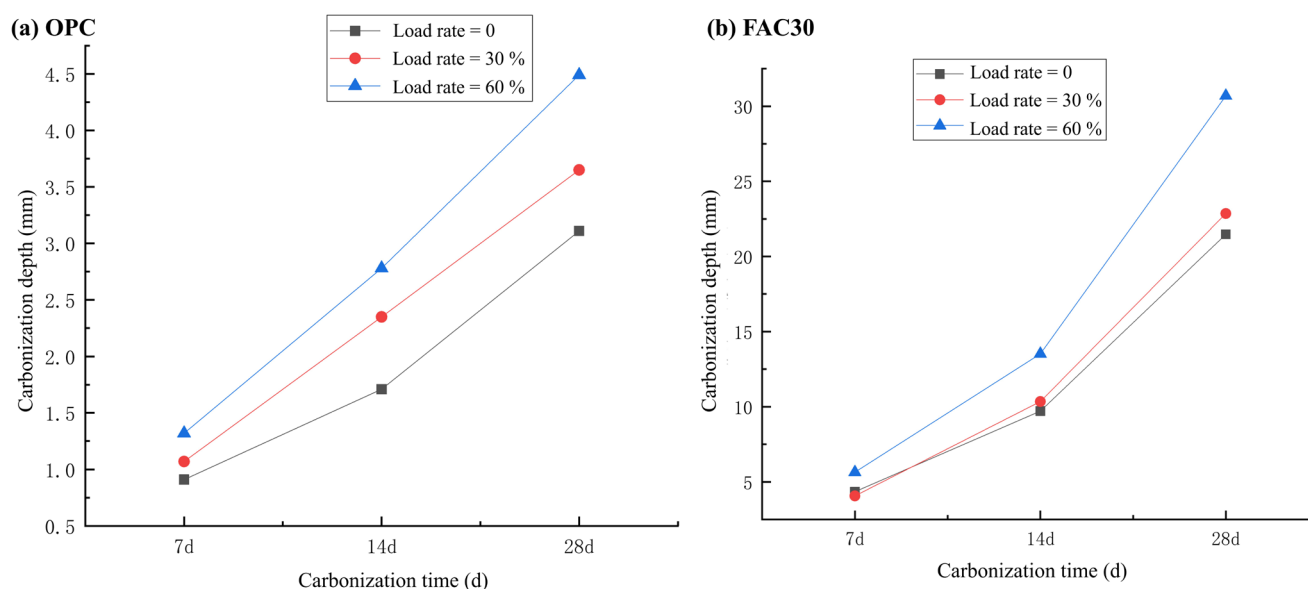 (a) OPC
Load rate = 0
Load rate = 30 %
Load rate = 60 %
4.5
4.0
3.5
3.0
2.5
2.0
1.5
1.0
0.5
Carbonization depth (mm)
7d
14d
28d
Carbonization time (d)
(b) FAC30
Load rate = 0
Load rate = 30 %
Load rate = 60 %
30
25
20
15
10
5
Carbonization depth (mm)
7d
14d
28d
Carbonization time (d)